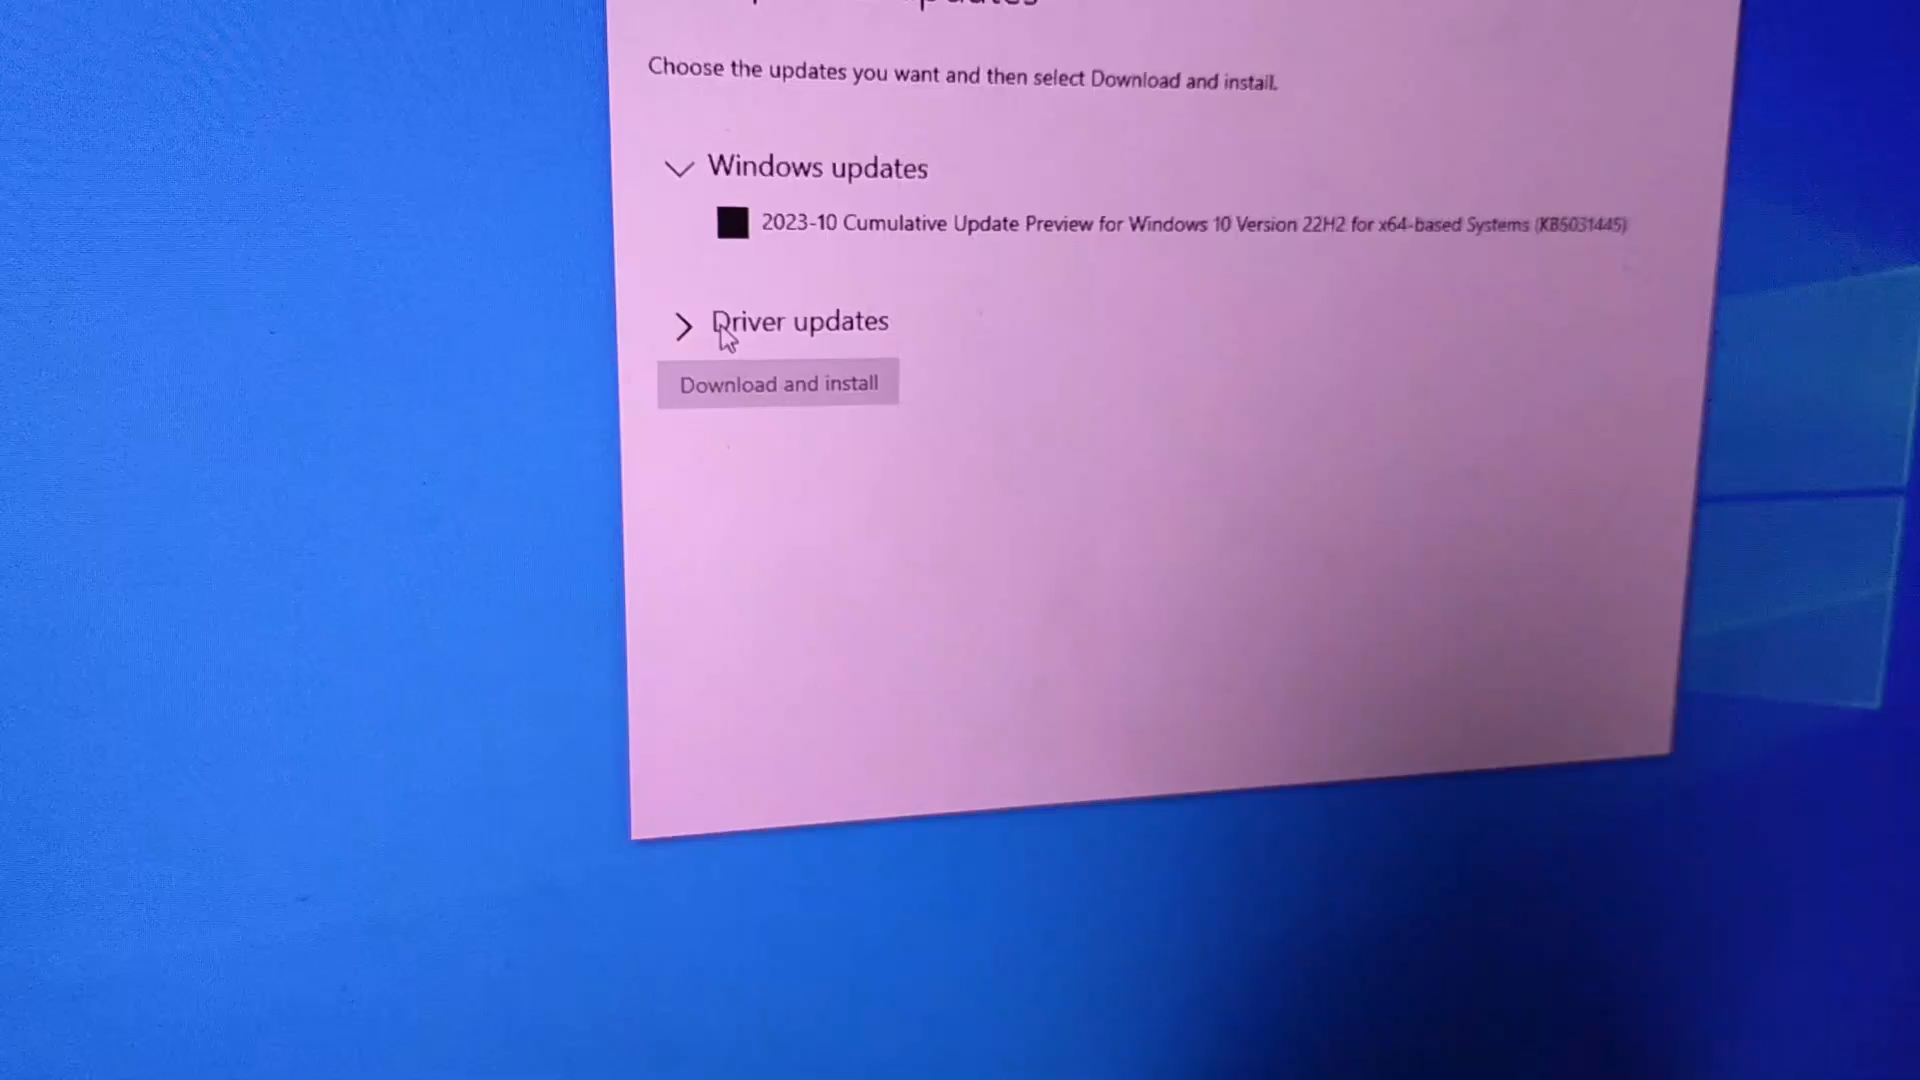 Choose the updates you want and then select Download and install.
Windows updates
2023-10 Cumulative Update Preview for Windows 10 Version 22H2 for x64-based Systems (KB5031445)
Driver updates
Download and install